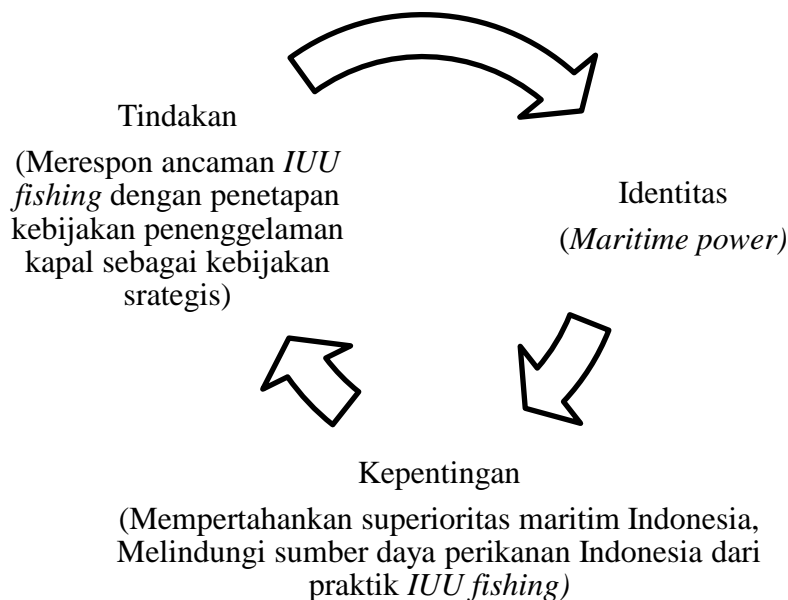 Tindakan
(Merespon ancaman IUU
fishing dengan penetapan
kebijakan penenggelaman
kapal sebagai kebijakan
srategis)
Identitas
(Maritime power)
Kepentingan
(Mempertahankan superioritas maritim Indonesia,
Melindungi sumber daya perikanan Indonesia dari
praktik IUU fishing)